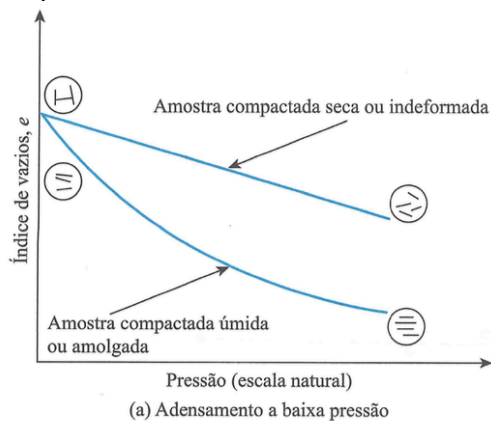 Amostra compactada seca ou indeformada
Índice de vazios, e
Amostra compactada úmida
ou amolgada
Pressão (escala natural)
(a) Adensamento a baixa pressão